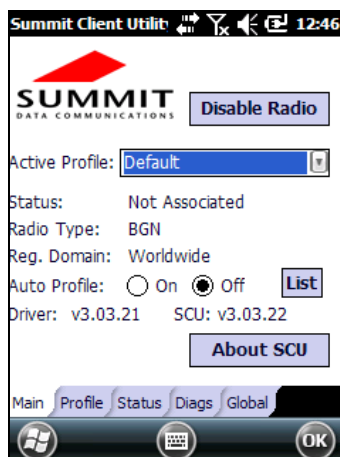 Summit Client Utilit 12:46
SUMMIT
DATA COMMUNICATIONS
Disable Radio
Active Profile: Default
Status: Not Associated
Radio Type: BGN
Reg. Domain: Worldwide
Auto Profile: On Off List
Driver: v3.03.21 SCU: v3.03.22
About SCU
Main Profile Status Diags Global
OK